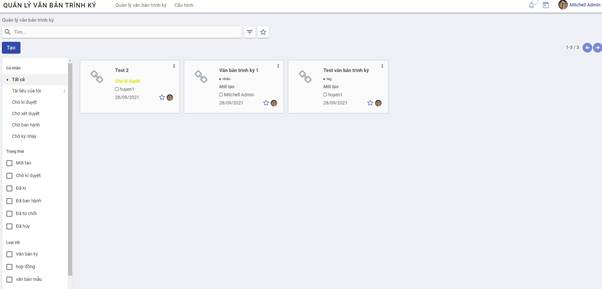 QUẢN LÝ VĂN BẢN TRÌNH KÝ
Quản lý văn bản trình ký
Cấu hình
Mitchell Admin
Quản lý văn bản trình ký
Tìm...
Tạo
1-3 / 3
Cá nhân
Tất cả
Tài liệu của tôi
Chờ kí duyệt
Chờ xét duyệt
Chờ ban hành
Chờ ký nháy
Trạng thái
Mới tạo
Chờ kí duyệt
Đã kí
Đã ban hành
Đã từ chối
Đã hủy
Loại vb
Văn bản ký
hợp đồng
văn bản mẫu
Test 2
Chờ kí duyệt
huyen1
28/09/2021
Văn bản trình ký 1
Mới tạo
Mitchell Admin
28/09/2021
Test văn bản trình ký
tag
Mới tạo
huyen1
28/09/2021